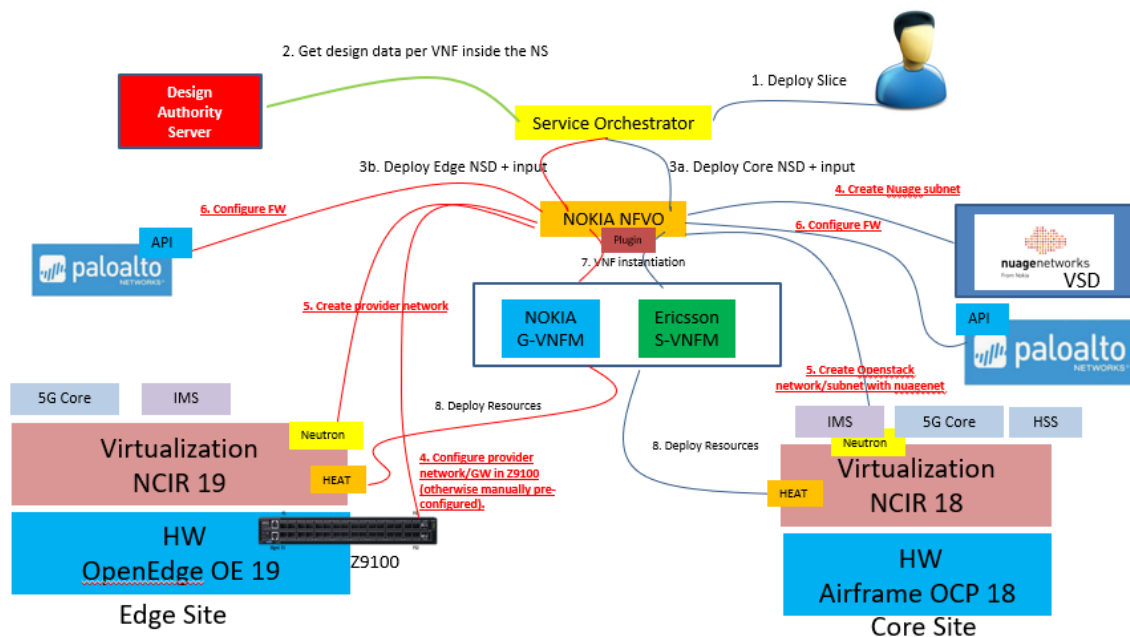 2. Get design data per VNF inside the NS
1. Deploy Slice
Design
Authority
Server
Service Orchestrator
3b. Deploy Edge NSD + input
3a. Deploy Core NSD + input
4. Create Nuage subnet
6. Configure FW
6. Configure FW
NOKIA NFVO
Plugin
API
paloalto
NETWORKS
7. VNF instantiation
nuagenetworks
From Nokia
VSD
5. Create provider network
NOKIA
G-VNFM
Ericsson
S-VNFM
API
paloalto
NETWORKS
5. Create Openstack
network/subnet with nuagenet
5G Core
IMS
8. Deploy Resources
IMS
5G Core
HSS
Neutron
Virtualization
NCIR 19
HEAT
4. Configure provider
network/GW in Z9100
(otherwise manually pre-
configured).
8. Deploy Resources
Neutron
Virtualization
NCIR 18
HEAT
HW
OpenEdge OE 19
Z9100
HW
Airframe OCP 18
Edge Site
Core Site